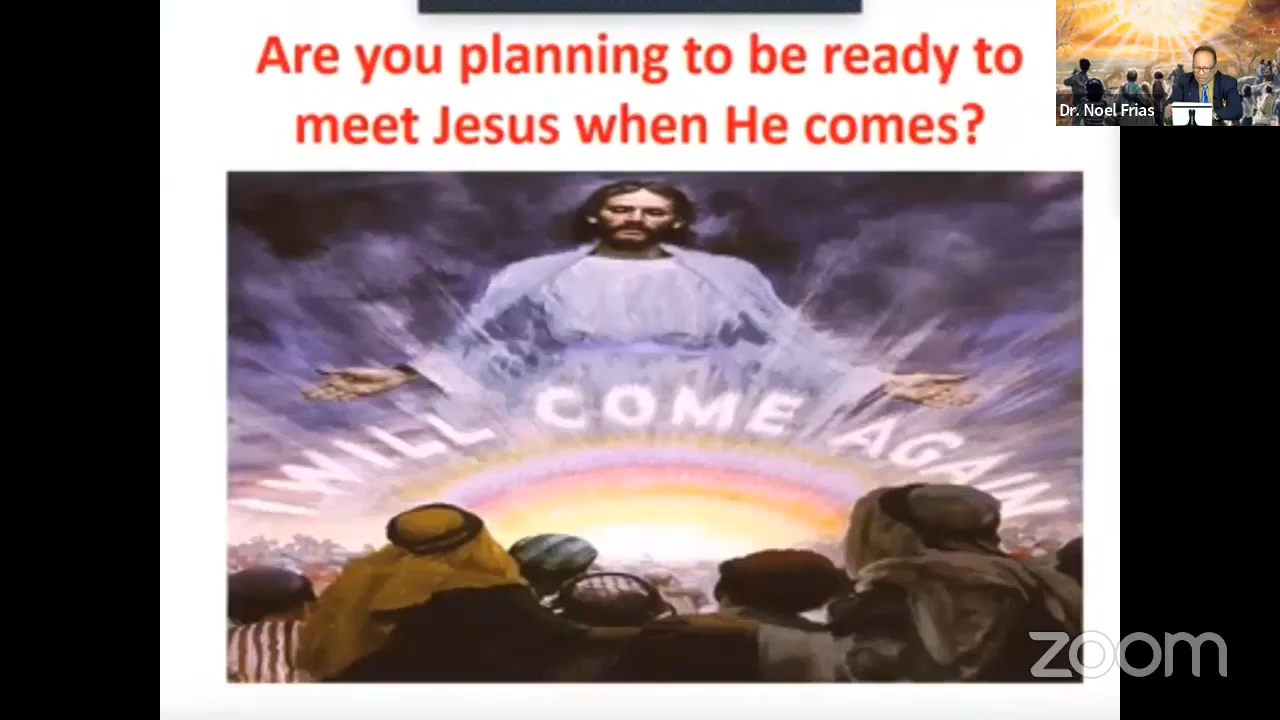 Are you planning to be ready to
meet Jesus when He comes?
Dr. Noel Frias
I WILL COME AGAIN
zoom